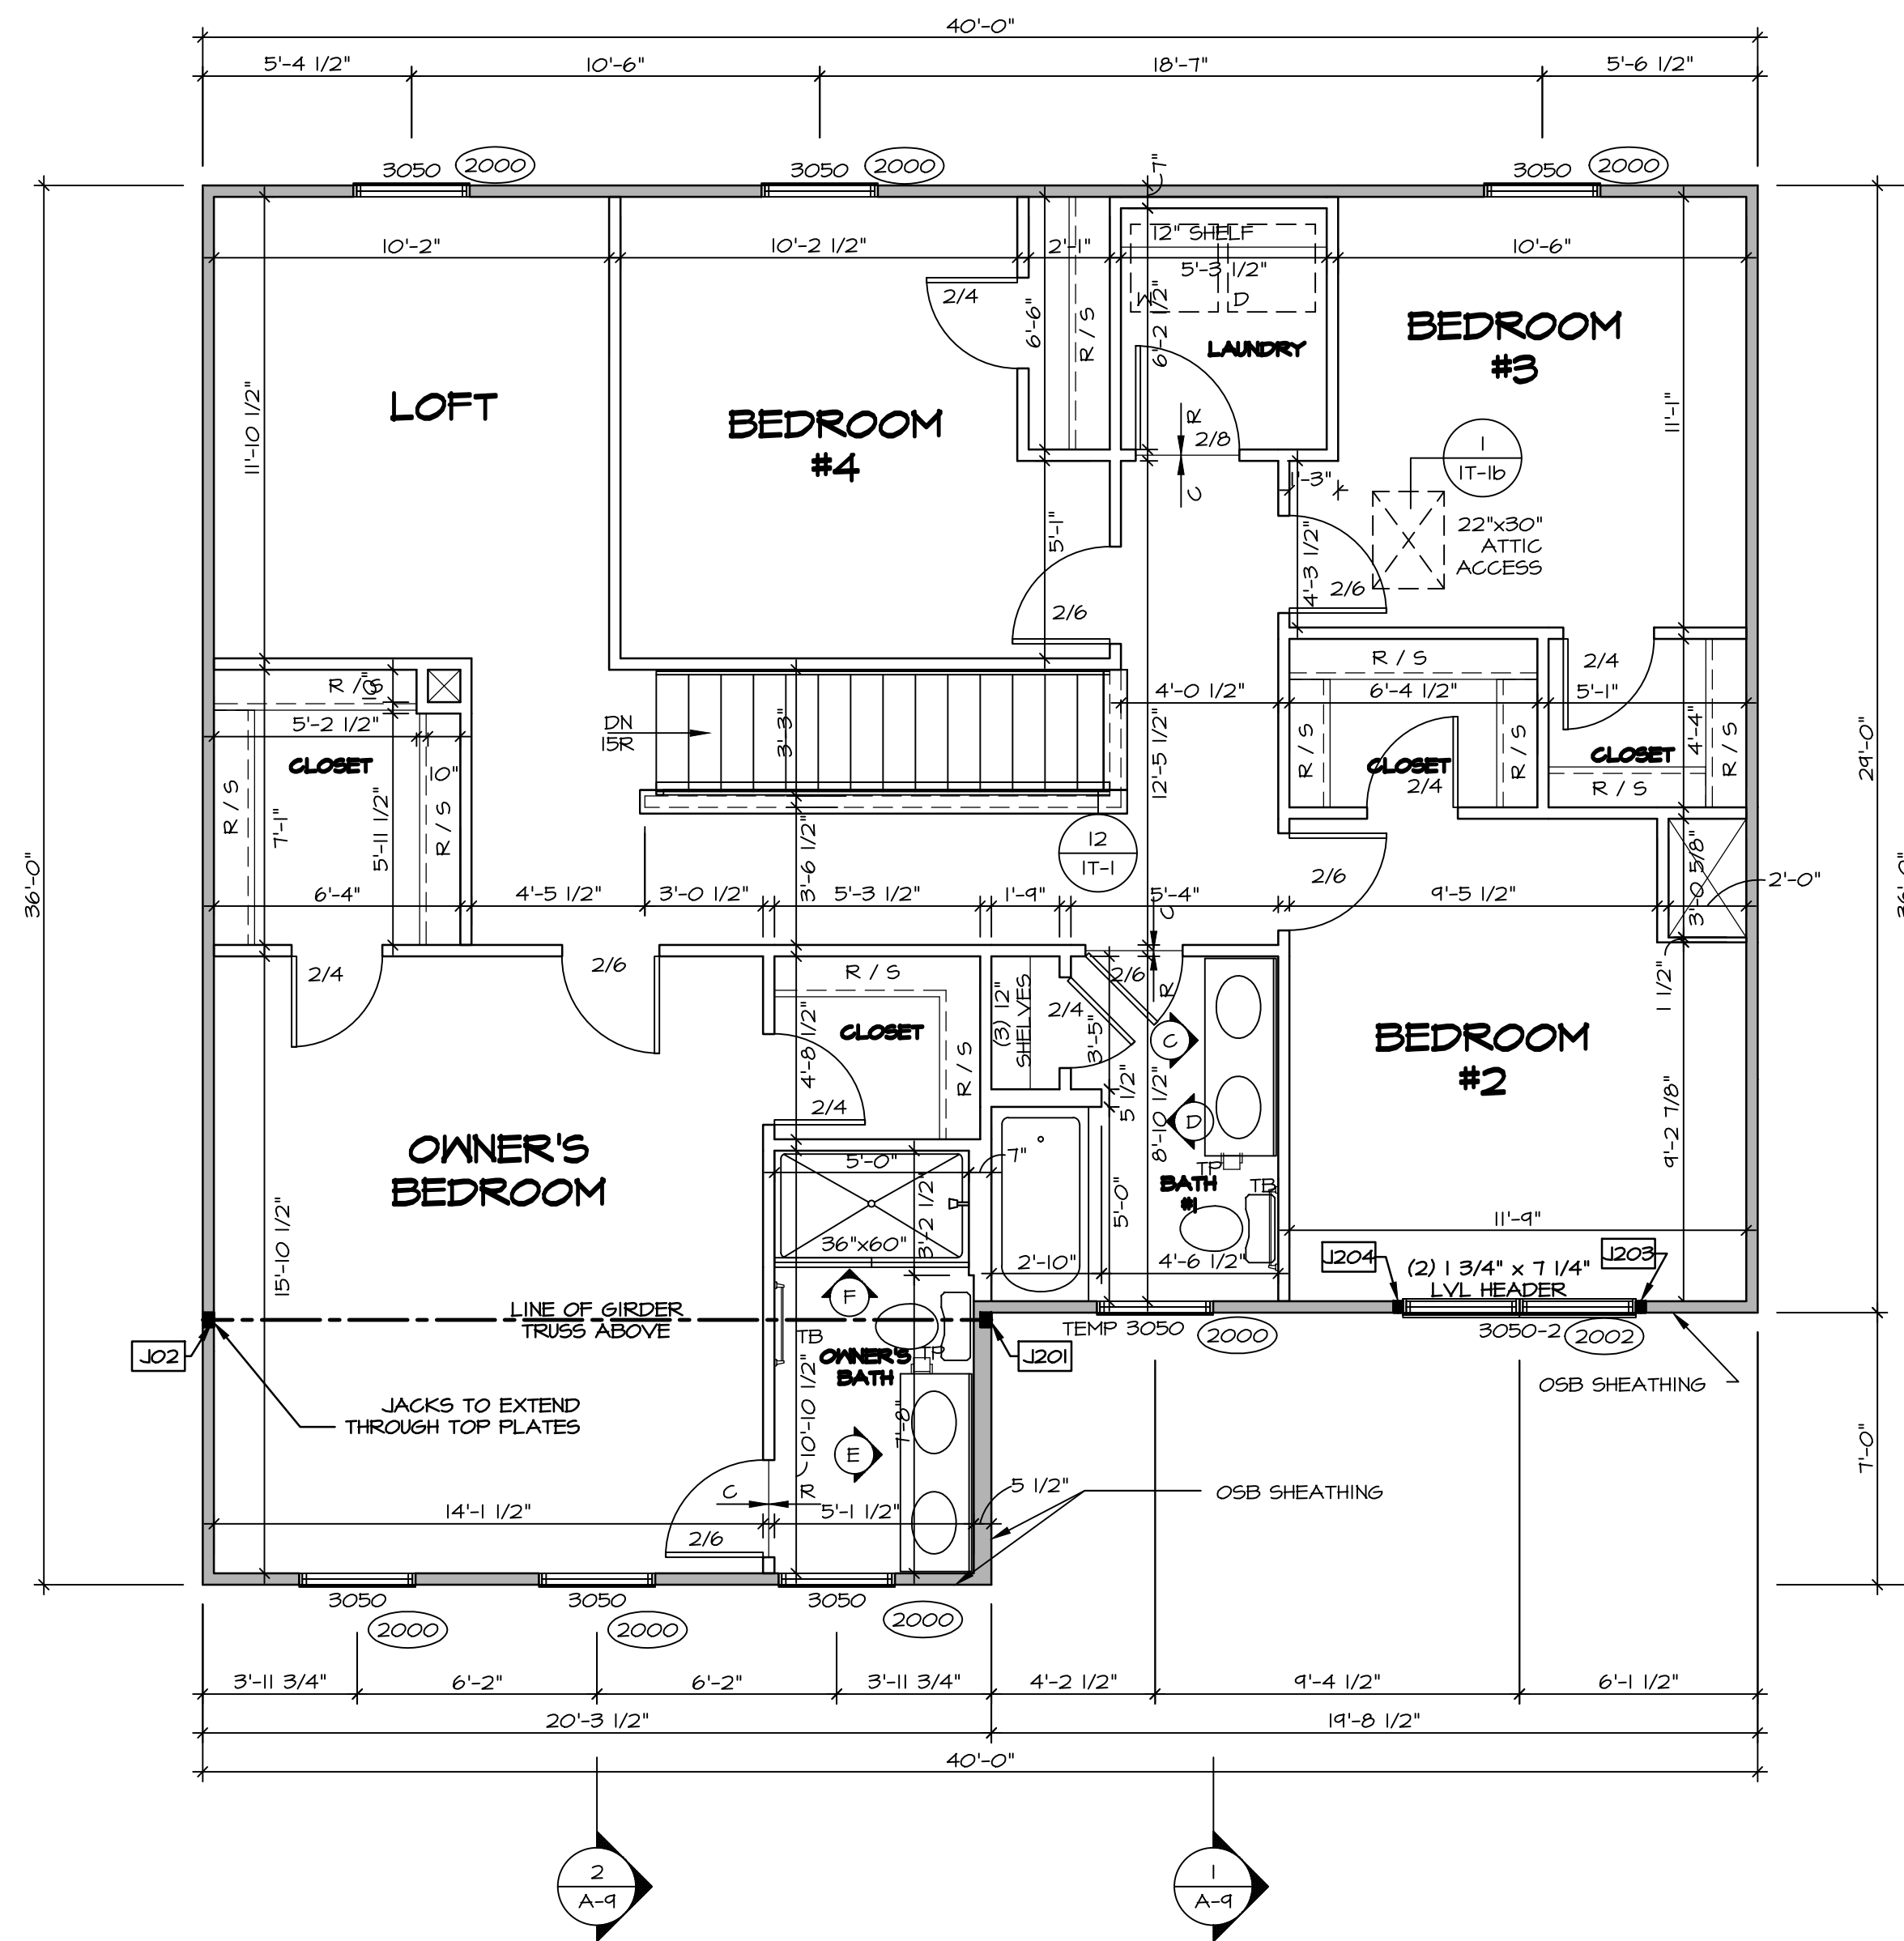 40'-0"
5'-4 1/2" 10'-6" 18'-7" 5'-6 1/2"
3050 2000 3050 2000 7" 3050 2000
10'-2" 10'-2 1/2" 2'-1" 12" SHELF 10'-6"
5'-3 1/2"
2/4 W D
6'-6" R / S 6'-2 1/2"
BEDROOM
#3
LAUNDRY
LOFT
11'-10 1/2"
BEDROOM
#4
11'-1"
R
2/8
C
1'-3"
1
1T-1b
22"x30"
ATTIC
ACCESS
X
5'-1"
4'-3 1/2"
2/6
2/6
R / S
10"
R / S
2/4
4'-0 1/2" 6'-4 1/2" 5'-1"
5'-2 1/2"
DN
15R
3'-3"
12'-5 1/2"
4'-4"
29'-0"
CLOSET
10"
R / S
R / S
CLOSET
2/4
CLOSET
R / S
R / S
R / S
7'-1"
5'-11 1/2"
R / S
12
1T-1
3'-6 1/2"
3'-0 5/8"
2'-0"
2/6
36'-0"
36'-0"
6'-4" 4'-5 1/2" 3'-0 1/2" 5'-3 1/2" 1'-9" 5'-4" 9'-5 1/2"
C
2/4
2/6
R / S
2/6
R
1 1/2"
(3) 12"
SHELVES
2/4
3'-5"
4'-8 1/2"
CLOSET
R / S
C
BEDROOM
#2
2/4
5 1/2"
8'-10 1/2"
D
9'-2 7/8"
OWNER'S
BEDROOM
5'-0"
7"
TP
BATH
#1
TB
3'-2 1/2"
36"x60"
5'-0"
11'-9"
15'-10 1/2"
2'-10" 4'-6 1/2"
J204
(2) 1 3/4" x 7 1/4"
LVL HEADER
J203
F
LINE OF GIRDER
TRUSS ABOVE
TB
TEMP 3050 2000
3050-2 2002
J02
OWNER'S
BATH
TP
J201
OSB SHEATHING
JACKS TO EXTEND
THROUGH TOP PLATES
10'-10 1/2"
7'-8"
E
7'-0"
C R
5 1/2"
OSB SHEATHING
14'-1 1/2" 5'-1 1/2"
2/6
3050 3050 3050
2000 2000 2000
3'-11 3/4" 6'-2" 6'-2" 3'-11 3/4" 4'-2 1/2" 9'-4 1/2" 6'-1 1/2"
20'-3 1/2" 19'-8 1/2"
40'-0"
2
A-9
1
A-9